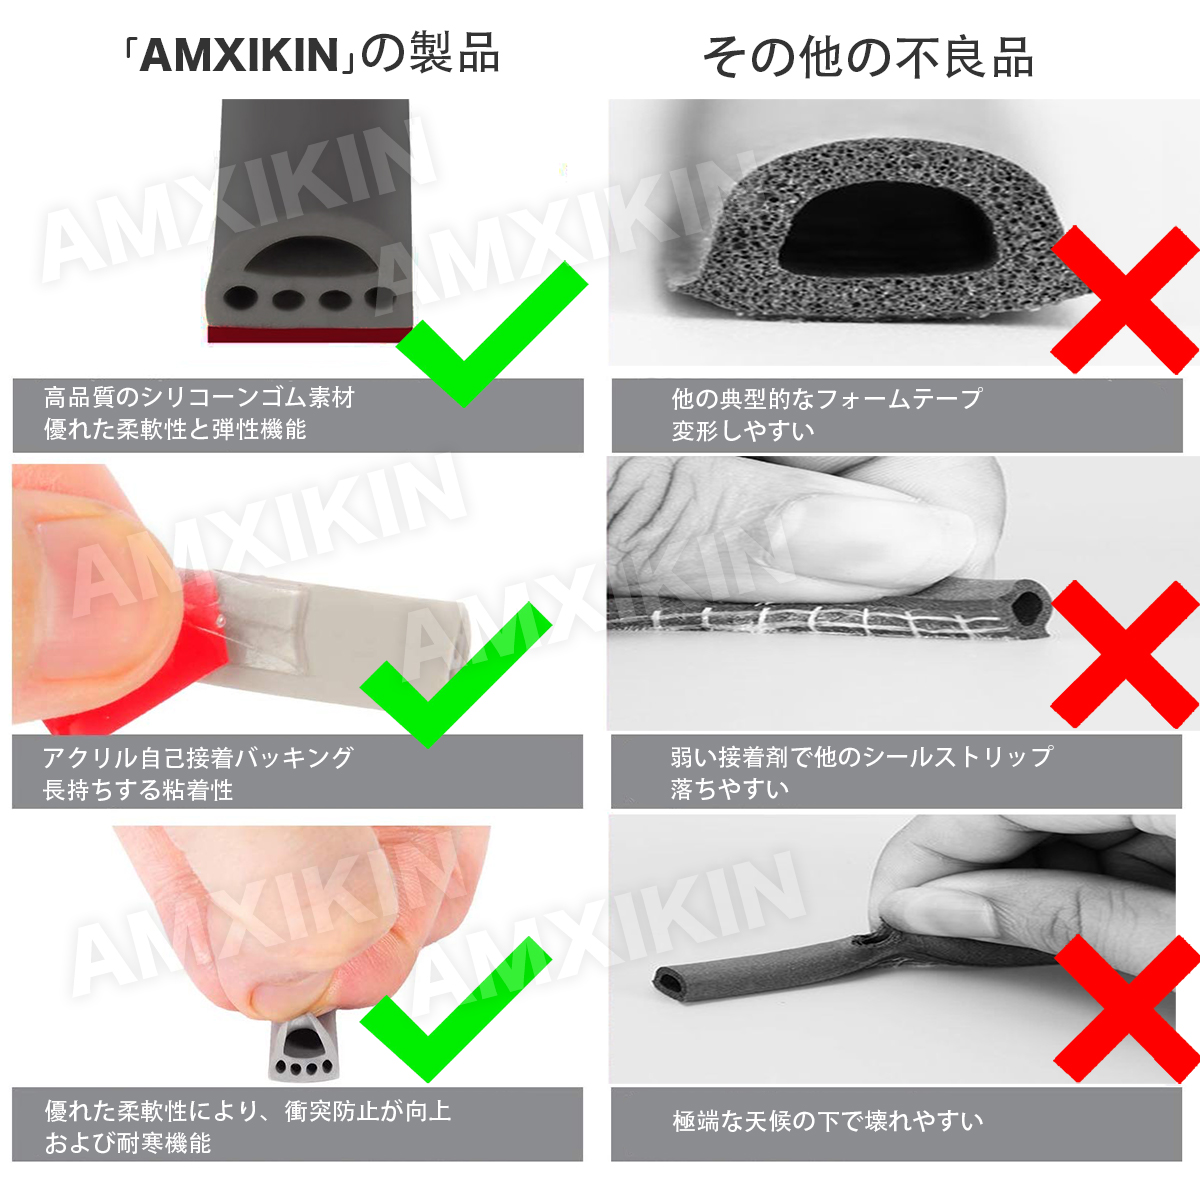 「AMXIKIN」の製品
その他の不良品
AMXIKIN
AMXIKIN
高品質のシリコーンゴム素材
優れた柔軟性と弾性機能
他の典型的なフォームテープ
変形しやすい
AMXIKIN
AMXIKIN
アクリル自己接着バッキング
長持ちする粘着性
弱い接着剤で他のシールストリップ
落ちやすい
AMXIKIN
AMXIKIN
優れた柔軟性により、衝突防止が向上
および耐寒機能
極端な天候の下で壊れやすい